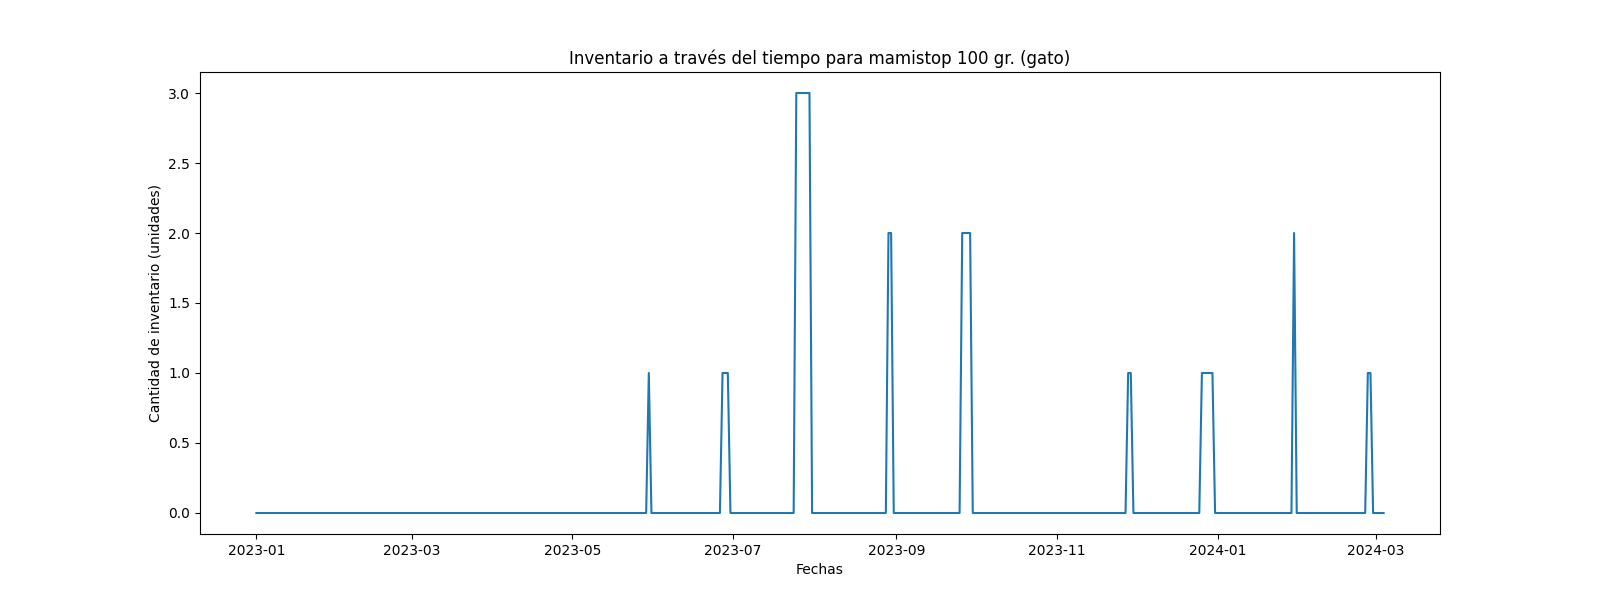 Inventario a través del tiempo para mamistop 100 gr. (gato)
Cantidad de inventario (unidades)
3.0
2.5
2.0
1.5
1.0
0.5
0.0
2023-01 2023-03 2023-05 2023-07 2023-09 2023-11 2024-01 2024-03
Fechas